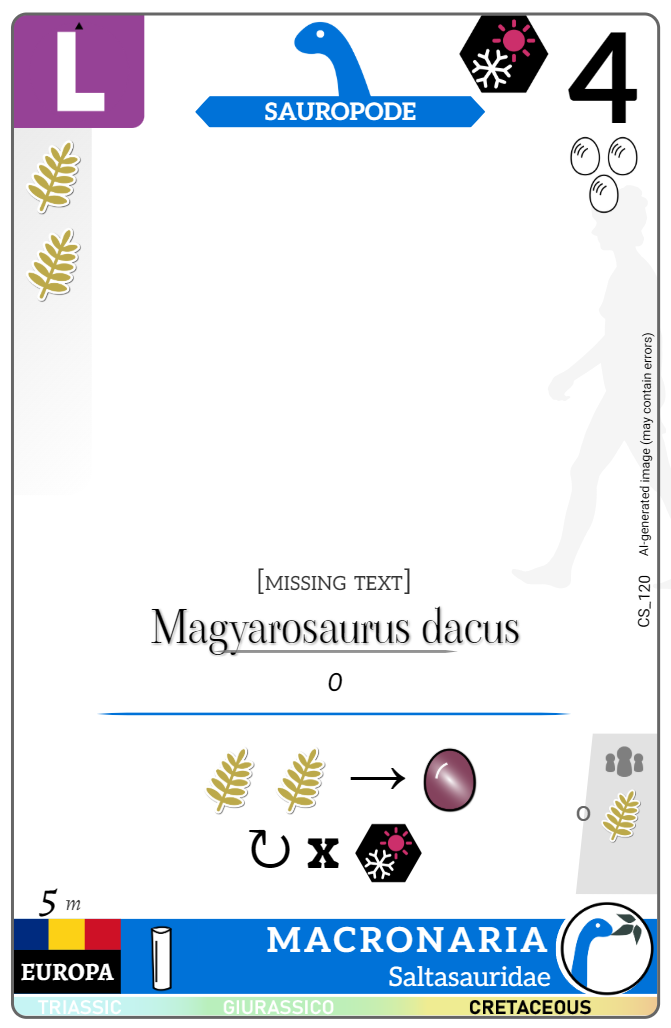 L
SAUROPODE
4
AI-generated image (may contain errors)
CS_120
[MISSING TEXT]
Magyarosaurus dacus
0
x
O
5 m
EUROPA
MACRONARIA
Saltasauridae
TRIASSIC GIURASSICO CRETACEOUS